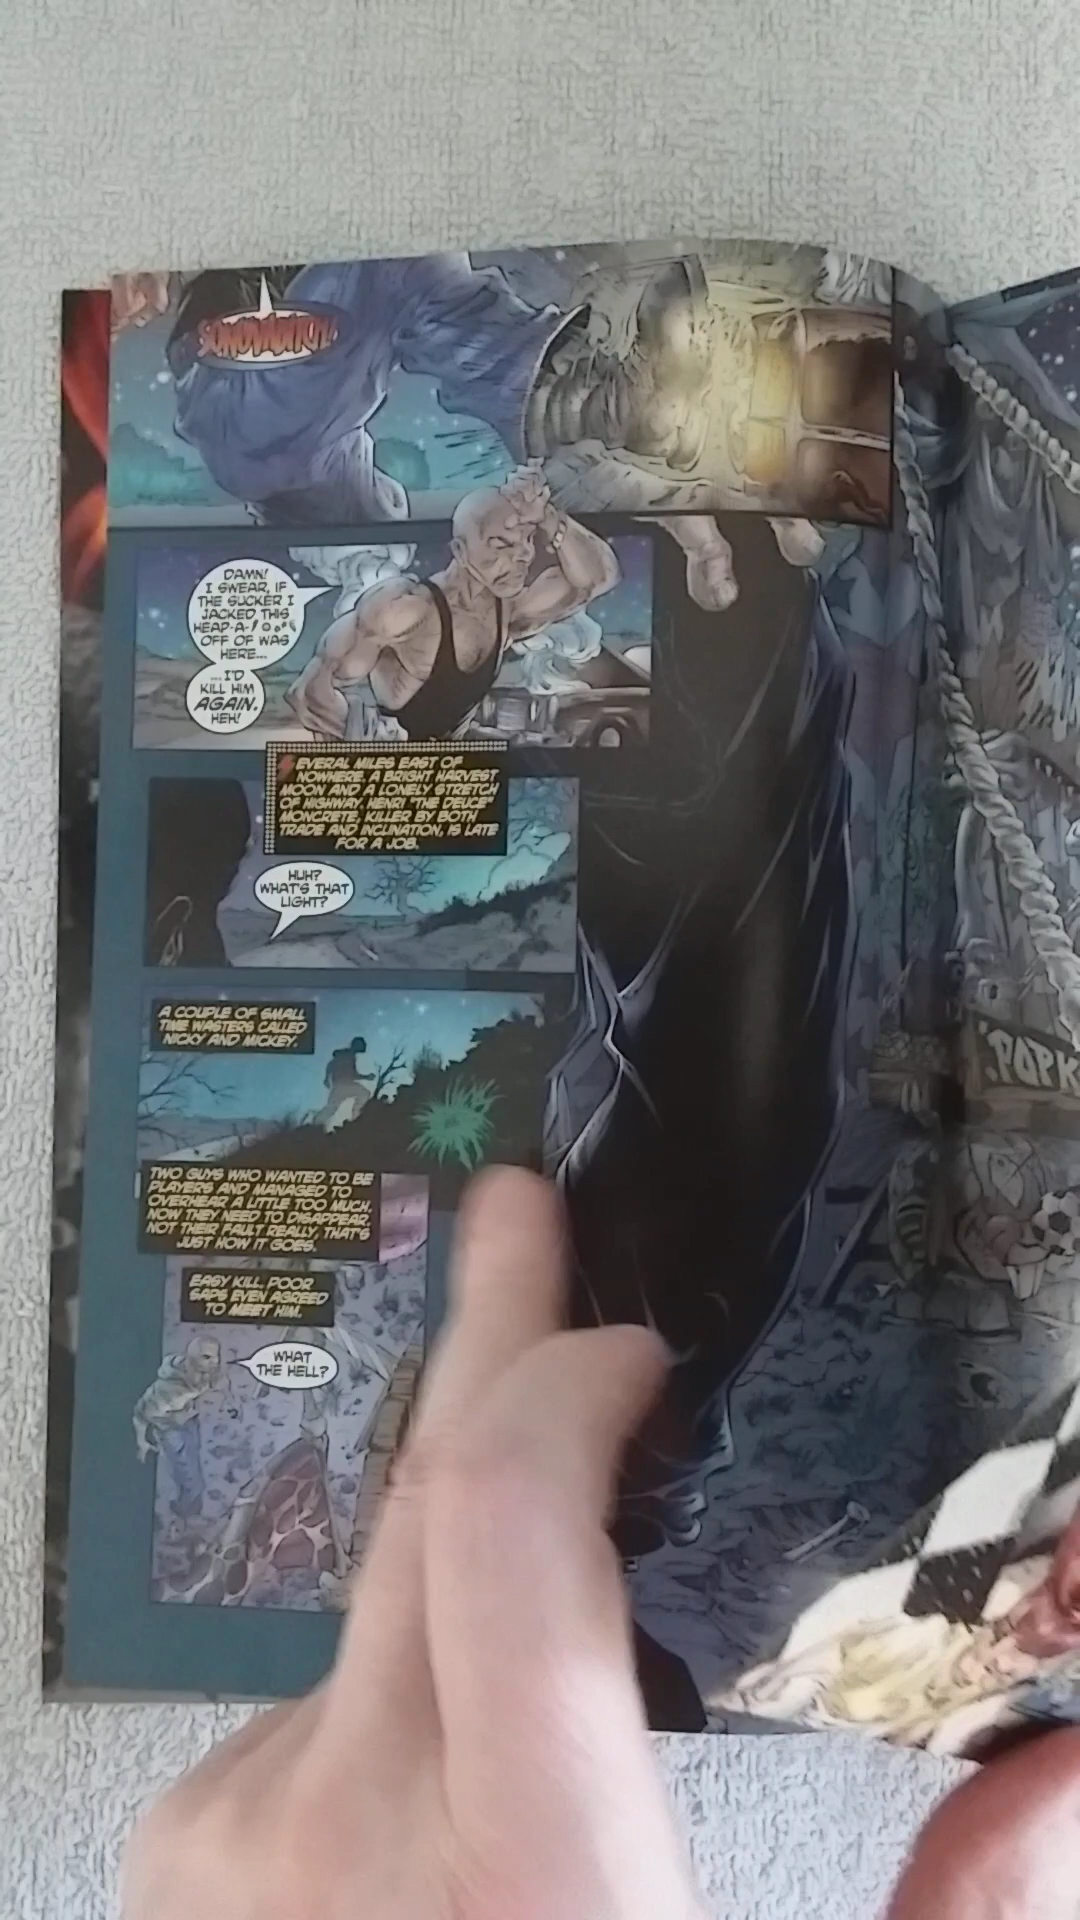 SONOVABITCH!
DAMN!
I SWEAR, IF
THE SUCKER I
JACKED THIS
HEAP-A-
OFF OF WAS
HERE...
...I'D
KILL HIM
AGAIN.
HEH!
SEVERAL MILES EAST OF
NOWHERE. A BRIGHT HARVEST
MOON AND A LONELY STRETCH
OF HIGHWAY. HENRI "THE DEUCE"
MONCRETE, KILLER BY BOTH
TRADE AND INCLINATION, IS LATE
FOR A JOB.
HUH?
WHAT'S THAT
LIGHT?
A COUPLE OF SMALL
TIME WASTERS CALLED
NICKY AND MICKEY.
TWO GUYS WHO WANTED TO BE
PLAYERS AND MANAGED TO
OVERHEAR A LITTLE TOO MUCH.
NOW THEY NEED TO DISAPPEAR.
NOT THEIR FAULT REALLY, THAT'S
JUST HOW IT GOES.
EASY KILL. POOR
SAPS EVEN AGREED
TO MEET HIM.
WHAT
THE HELL?
POPK